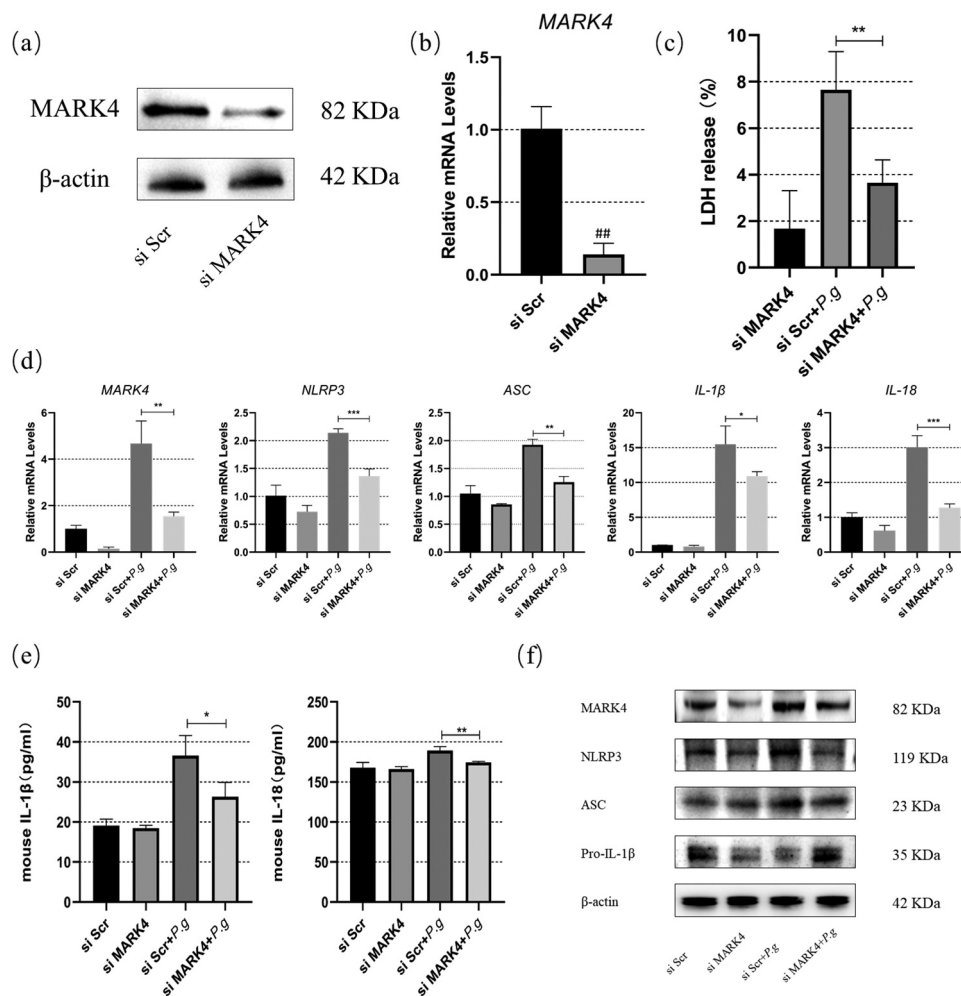 (a)
MARK4
82 KDa
β-actin
42 KDa
si Scr
si MARK4
(b)
MARK4
Relative mRNA Levels
1.5
1.0
0.5
0.0
##
si Scr
si MARK4
(c)
LDH release (%)
10
8
6
4
2
0
**
si MARK4
si Scr+P.g
si MARK4+P.g
(d)
MARK4
Relative mRNA Levels
6
4
2
0
**
si Scr
si MARK4
si Scr+P.g
si MARK4+P.g
NLRP3
Relative mRNA Levels
2.5
2.0
1.5
1.0
0.5
0.0
***
si Scr
si MARK4
si Scr+P.g
si MARK4+P.g
ASC
Relative mRNA Levels
2.5
2.0
1.5
1.0
0.5
0.0
**
si Scr
si MARK4
si Scr+P.g
si MARK4+P.g
IL-1β
Relative mRNA Levels
20
15
10
5
0
*
si Scr
si MARK4
si Scr+P.g
si MARK4+P.g
IL-18
Relative mRNA Levels
4
3
2
1
0
***
si Scr
si MARK4
si Scr+P.g
si MARK4+P.g
(e)
mouse IL-1β(pg/ml)
50
40
30
20
10
0
*
si Scr
si MARK4
si Scr+P.g
si MARK4+P.g
mouse IL-18(pg/ml)
250
200
150
100
50
0
**
si Scr
si MARK4
si Scr+P.g
si MARK4+P.g
(f)
MARK4
82 KDa
NLRP3
119 KDa
ASC
23 KDa
Pro-IL-1β
35 KDa
β-actin
42 KDa
si Scr
si MARK4
si Scr+P.g
si MARK4+P.g